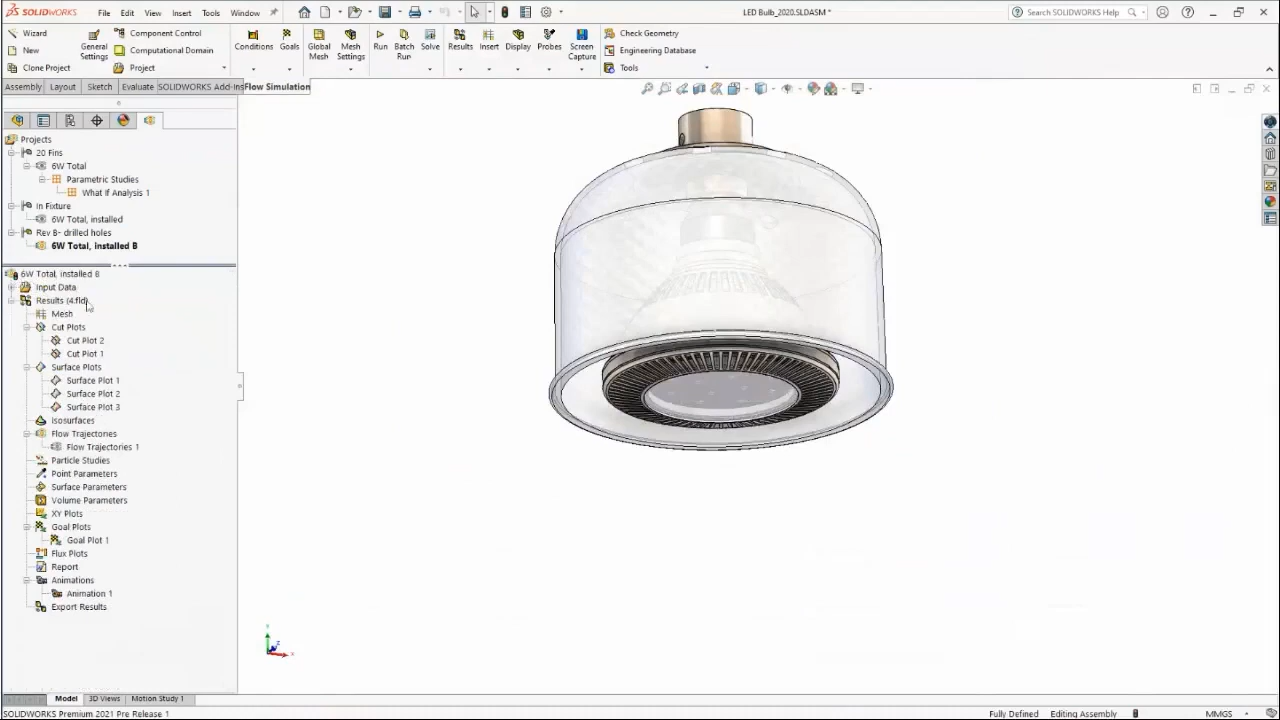 SOLIDWORKS File Edit View Insert Tools Window LED Bulb_2020.SLDASM * Search SOLIDWORKS Help
Wizard
New
Clone Project
General Settings
Component Control
Computational Domain
Project
Conditions
Goals
Global Mesh
Mesh Settings
Run
Batch Run
Solve
Results
Insert
Display
Probes
Screen Capture
Check Geometry
Engineering Database
Tools
Assembly Layout Sketch Evaluate SOLIDWORKS Add-Ins Flow Simulation
Projects
20 Fins
6W Total
Parametric Studies
What If Analysis 1
In Fixture
6W Total, installed
Rev B- drilled holes
6W Total, installed B
6W Total, installed B
Input Data
Results (4.fld)
Mesh
Cut Plots
Cut Plot 2
Cut Plot 1
Surface Plots
Surface Plot 1
Surface Plot 2
Surface Plot 3
Isosurfaces
Flow Trajectories
Flow Trajectories 1
Particle Studies
Point Parameters
Surface Parameters
Volume Parameters
XY Plots
Goal Plots
Goal Plot 1
Flux Plots
Report
Animations
Animation 1
Export Results
Model 3D Views Motion Study 1
SOLIDWORKS Premium 2021 Pre Release 1 Fully Defined Editing Assembly MMGS